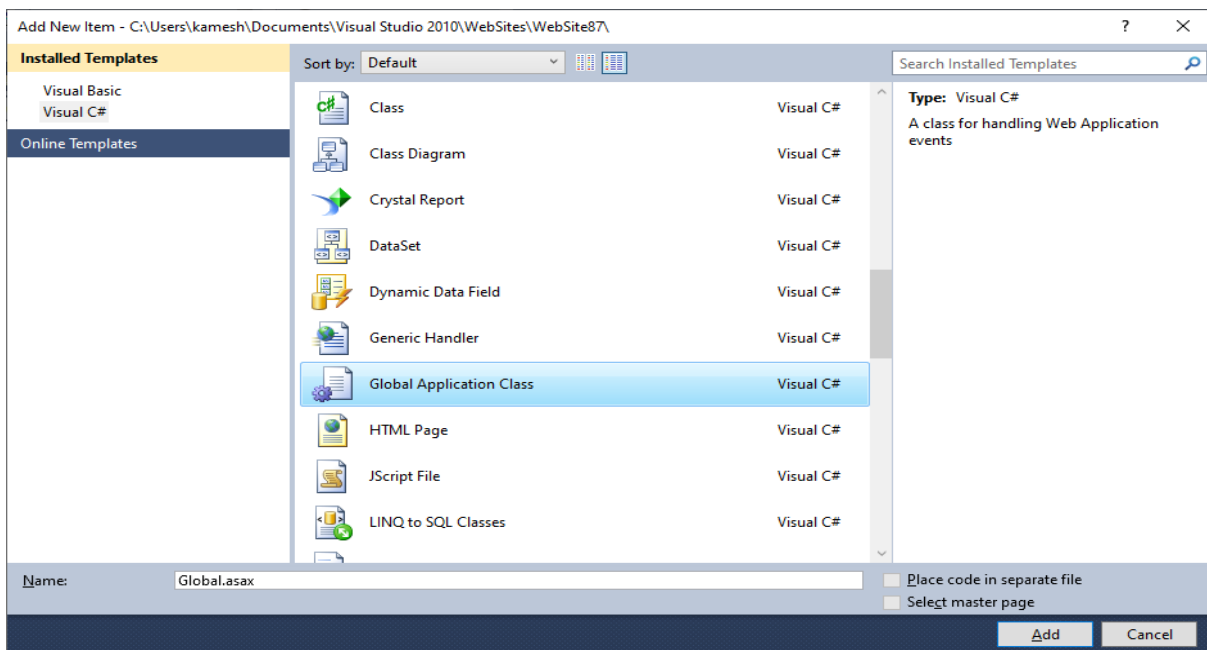 Add New Item - C:\Users\kamesh\Documents\Visual Studio 2010\WebSites\WebSite87\
?
Installed Templates
Visual Basic
Visual C#
Online Templates
Sort by: Default
Class Visual C#
Class Diagram Visual C#
Crystal Report Visual C#
DataSet Visual C#
Dynamic Data Field Visual C#
Generic Handler Visual C#
Global Application Class Visual C#
HTML Page Visual C#
JScript File Visual C#
LINQ to SQL Classes Visual C#
Search Installed Templates
Type: Visual C#
A class for handling Web Application
events
Name: Global.asax
Place code in separate file
Select master page
Add Cancel